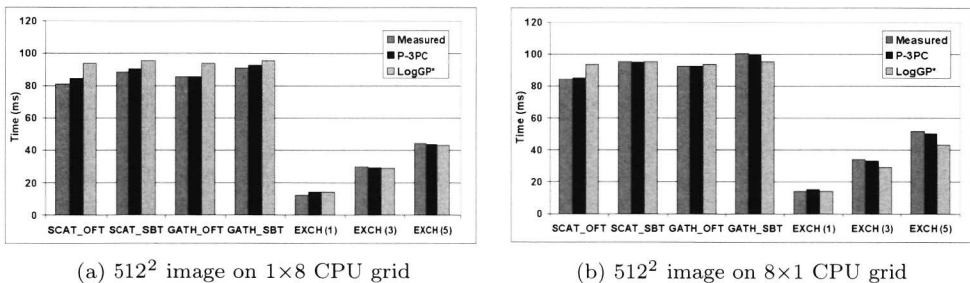 120
100
80
60
40
20
0
Time (ms)
Measured
P-3PC
LogGP*
SCAT_OFT SCAT_SBT GATH_OFT GATH_SBT EXCH (1) EXCH (3) EXCH (5)
(a) 512² image on 1×8 CPU grid
120
100
80
60
40
20
0
Time (ms)
Measured
P-3PC
LogGP*
SCAT_OFT SCAT_SBT GATH_OFT GATH_SBT EXCH (1) EXCH (3) EXCH (5)
(b) 512² image on 8×1 CPU grid